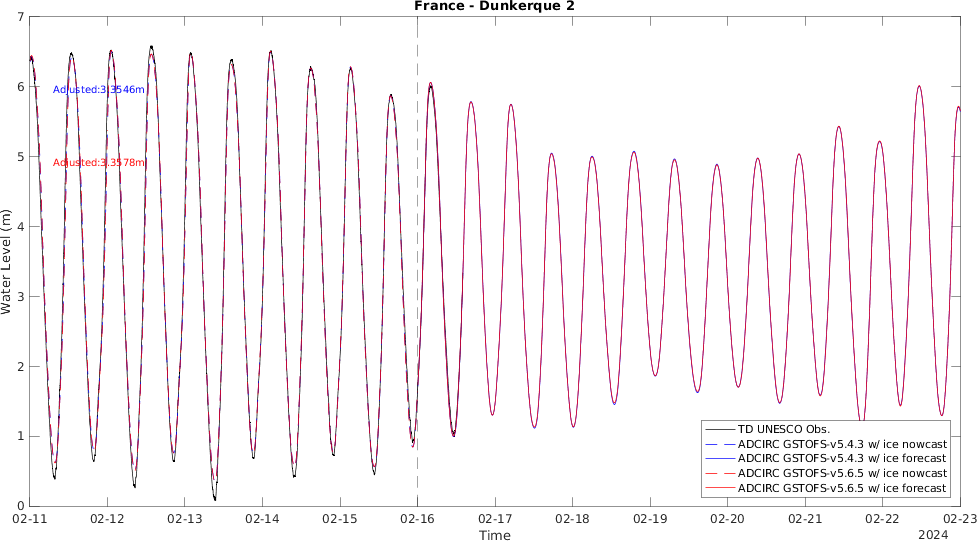 France - Dunkerque 2
7
6
5
4
3
2
1
0
Water Level (m)
Adjusted:3.3546m
Adjusted:3.3578m
TD UNESCO Obs.
ADCIRC GSTOFS-v5.4.3 w/ ice nowcast
ADCIRC GSTOFS-v5.4.3 w/ ice forecast
ADCIRC GSTOFS-v5.6.5 w/ ice nowcast
ADCIRC GSTOFS-v5.6.5 w/ ice forecast
02-11 02-12 02-13 02-14 02-15 02-16 02-17 02-18 02-19 02-20 02-21 02-22 02-23
Time
2024